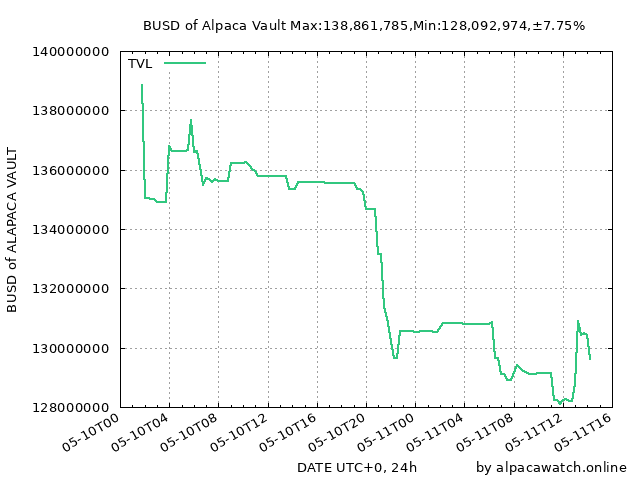 BUSD of Alpaca Vault Max:138,861,785,Min:128,092,974,±7.75%
TVL
140000000
138000000
136000000
134000000
132000000
130000000
128000000
BUSD of ALAPACA VAULT
05-10T00
05-10T04
05-10T08
05-10T12
05-10T16
05-10T20
05-11T00
05-11T04
05-11T08
05-11T12
05-11T16
DATE UTC+0, 24h
by alpacawatch.online